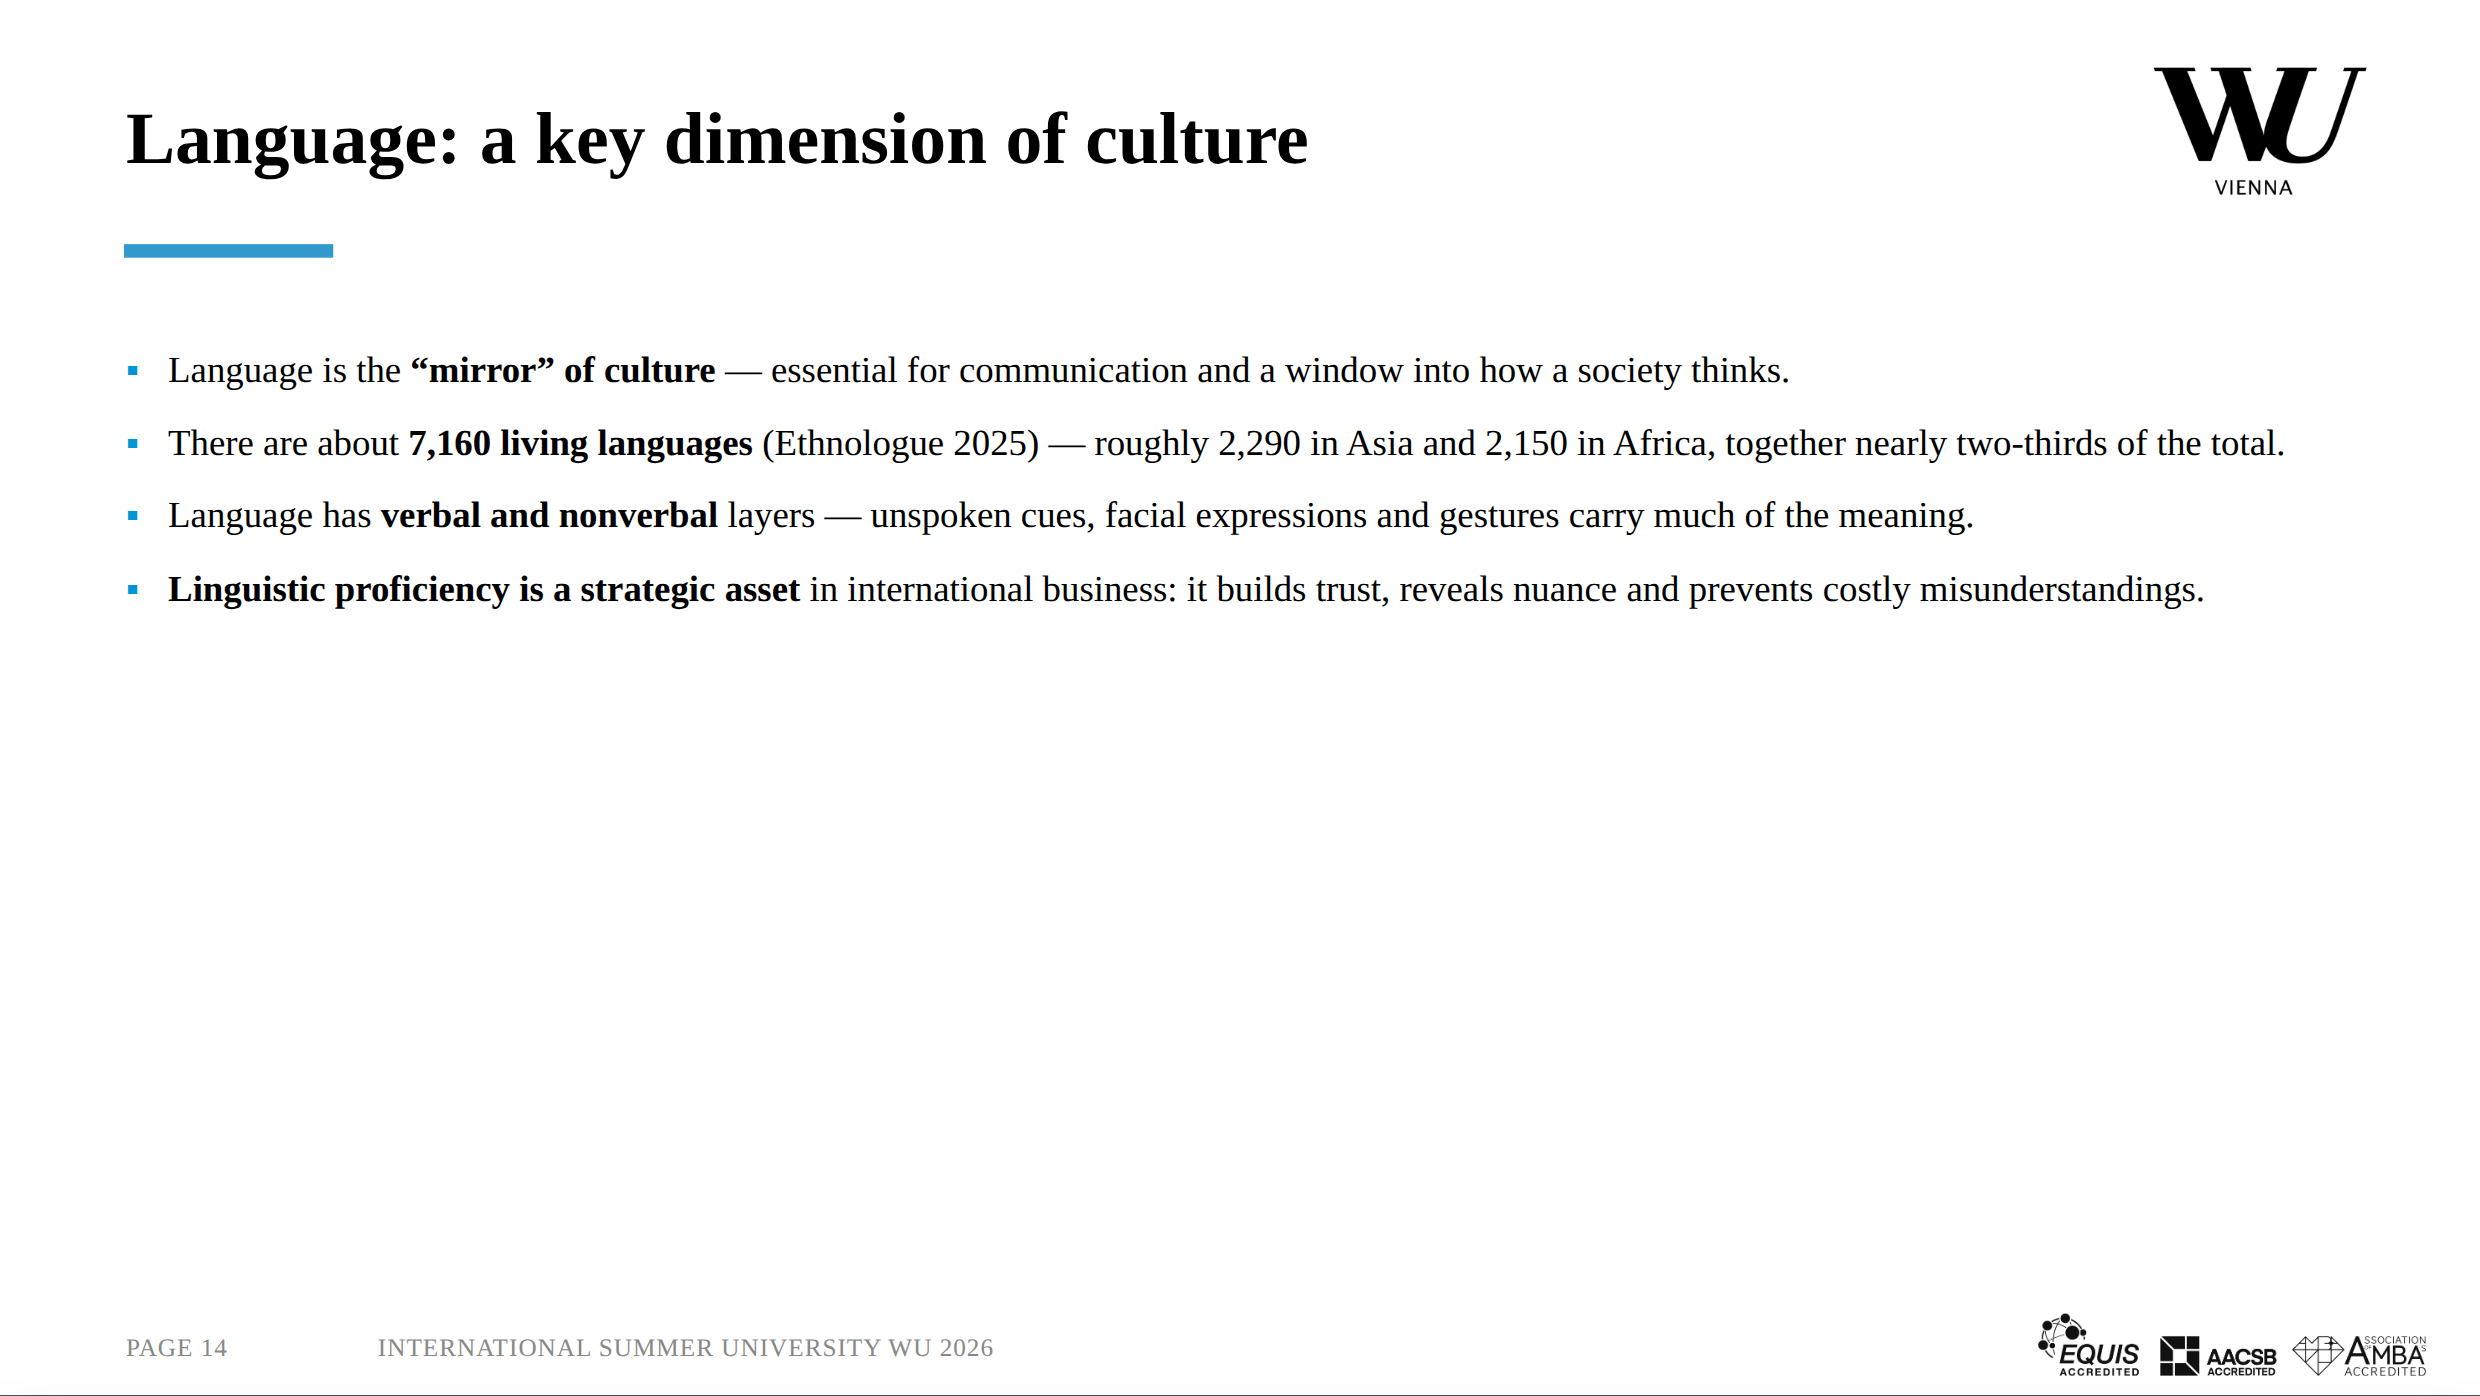 Language: a key dimension of culture
WU
VIENNA
▪ Language is the “mirror” of culture — essential for communication and a window into how a society thinks.
▪ There are about 7,160 living languages (Ethnologue 2025) — roughly 2,290 in Asia and 2,150 in Africa, together nearly two-thirds of the total.
▪ Language has verbal and nonverbal layers — unspoken cues, facial expressions and gestures carry much of the meaning.
▪ Linguistic proficiency is a strategic asset in international business: it builds trust, reveals nuance and prevents costly misunderstandings.
PAGE 14 INTERNATIONAL SUMMER UNIVERSITY WU 2026
EQUIS
ACCREDITED
AACSB
ACCREDITED
ASSOCIATION
OF
AMBAS
ACCREDITED